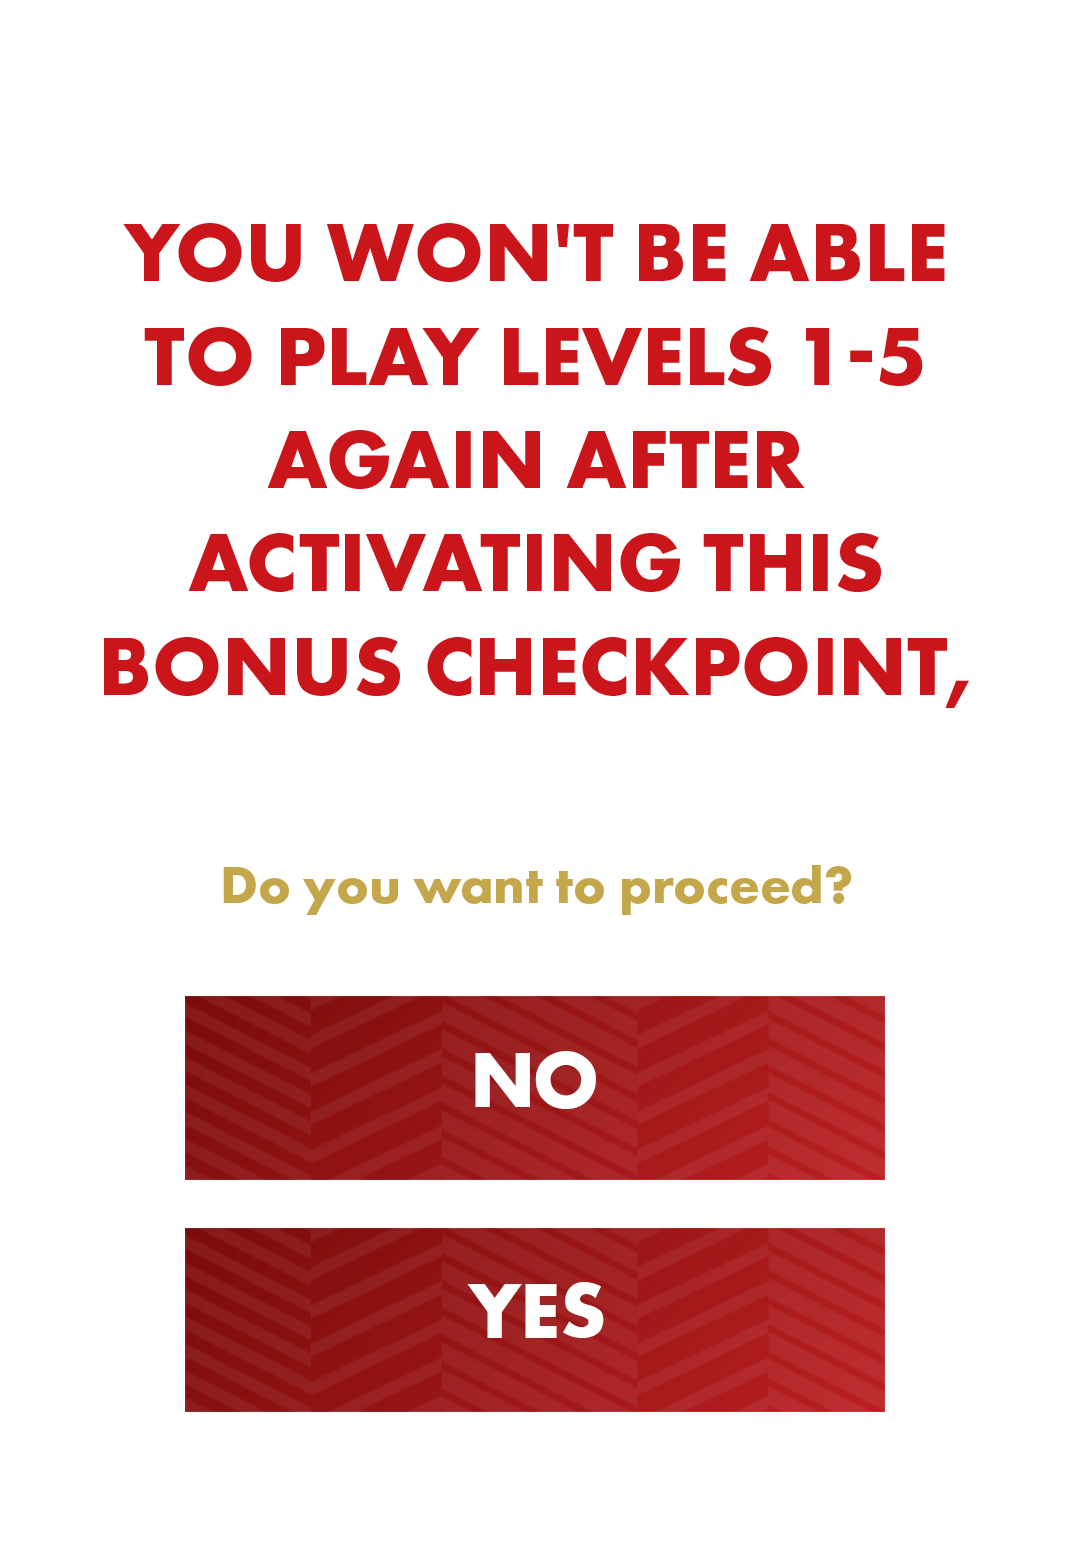 YOU WON'T BE ABLE
TO PLAY LEVELS 1-5
AGAIN AFTER
ACTIVATING THIS
BONUS CHECKPOINT,
Do you want to proceed?
NO
YES